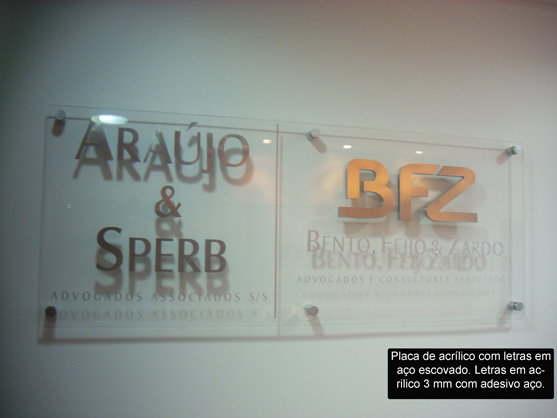 ARAÚJO
&
SPERB
ADVOGADOS ASSOCIADOS S/S
BFZ
BENTO, FEIJO & ZARDO
ADVOGADOS E CONSULTORES ASSOCIADOS
Placa de acrílico com letras em
aço escovado. Letras em ac-
rílico 3 mm com adesivo aço.